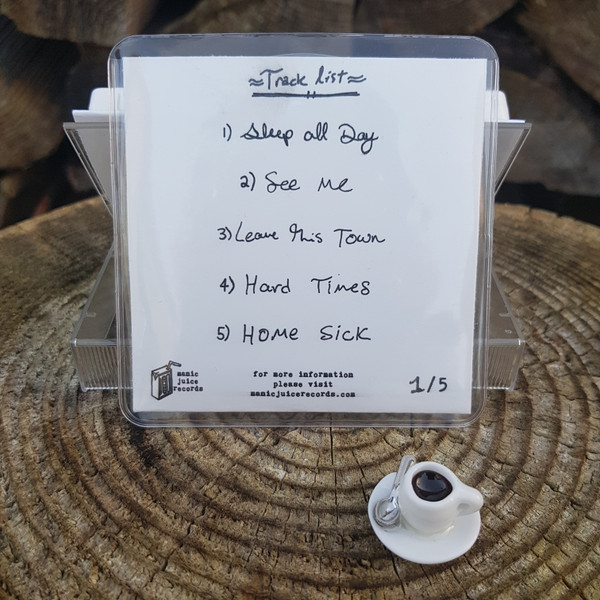 ≈Track list≈
1) Sleep all Day
2) See Me
3) Leave this Town
4) Hard Times
5) HOME SICK
manic
juice
records
for more information
please visit
manicjuicerecords.com
1/5